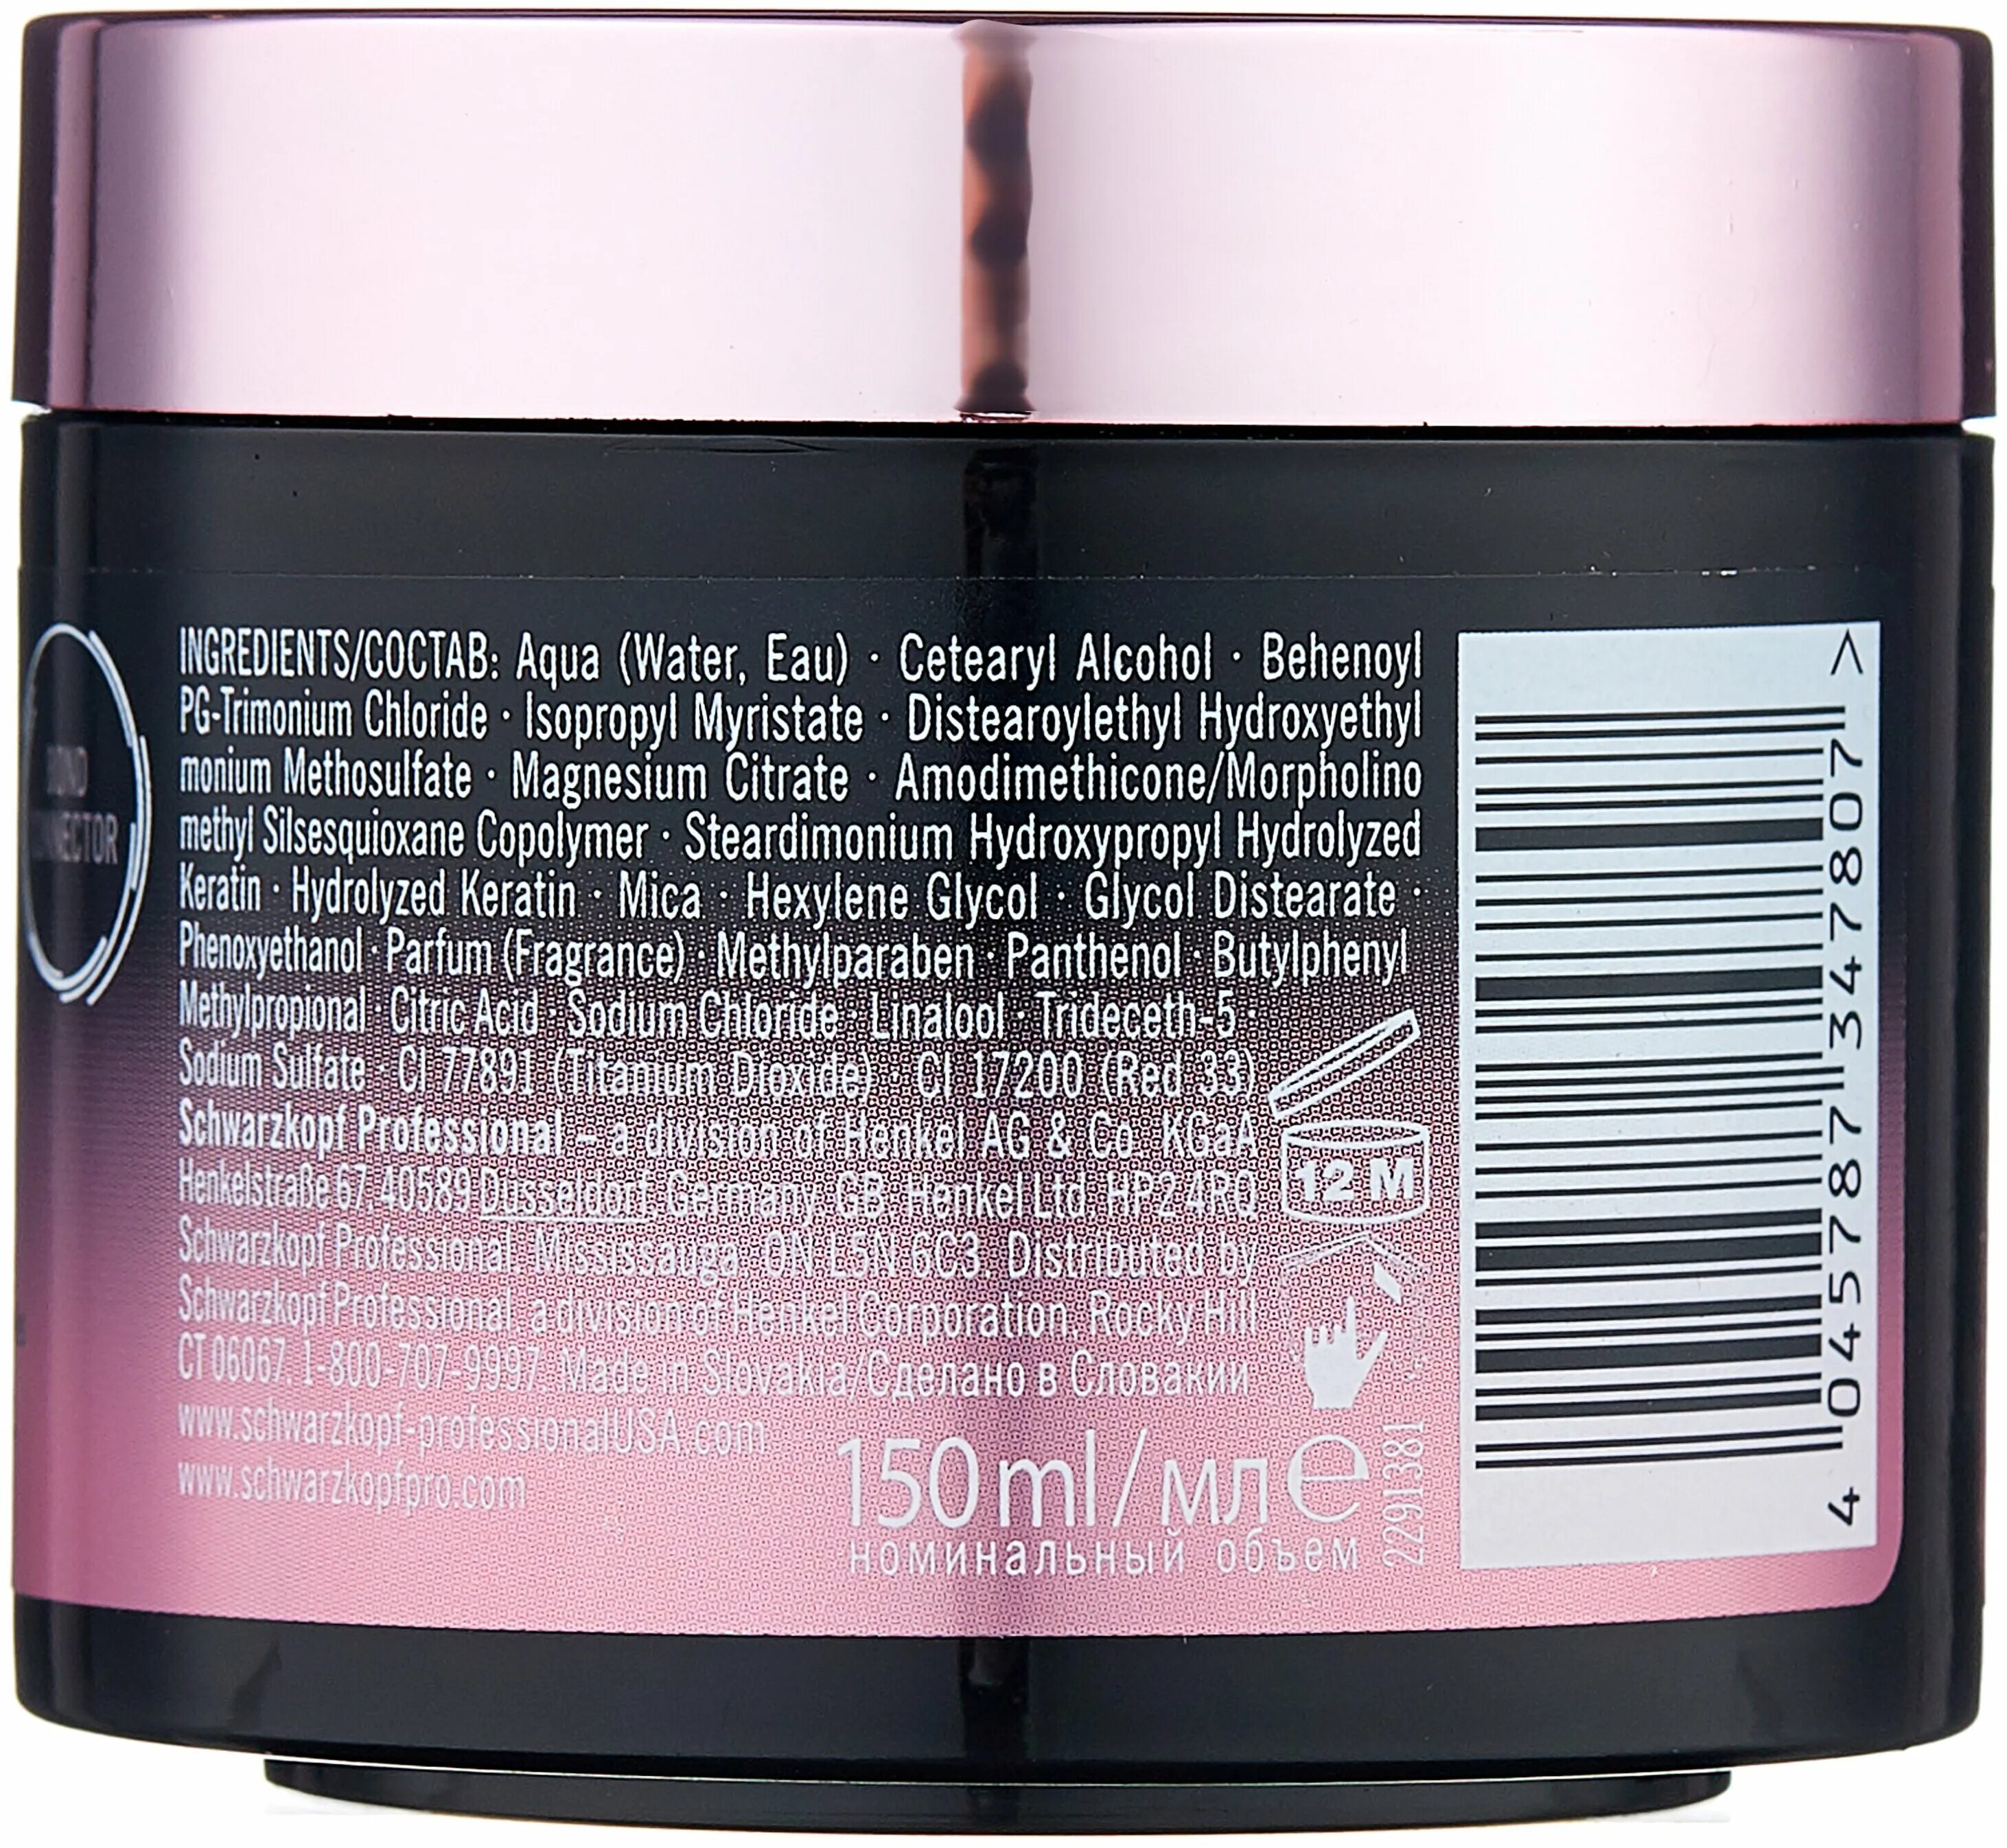 INGREDIENTS/СОСТАВ: Aqua (Water, Eau) · Cetearyl Alcohol · Behenoyl
PG-Trimonium Chloride · Isopropyl Myristate · Distearoylethyl Hydroxyethyl
monium Methosulfate · Magnesium Citrate · Amodimethicone/Morpholino
methyl Silsesquioxane Copolymer · Steardimonium Hydroxypropyl Hydrolyzed
Keratin · Hydrolyzed Keratin · Mica · Hexylene Glycol · Glycol Distearate ·
Phenoxyethanol · Parfum (Fragrance) · Methylparaben · Panthenol · Butylphenyl
Methylpropional · Citric Acid · Sodium Chloride · Linalool · Trideceth-5 ·
Sodium Sulfate · CI 77891 (Titanium Dioxide) · CI 17200 (Red 33)
Schwarzkopf Professional – a division of Henkel AG & Co. KGaA
Henkelstraße 67, 40589 Düsseldorf, Germany GB: Henkel Ltd HP2 4RQ
Schwarzkopf Professional Mississauga, ON L5N 6C3. Distributed by
Schwarzkopf Professional, a division of Henkel Corporation, Rocky Hill
CT 06067, 1-800-707-9997. Made in Slovakia/Сделано в Словакии
www.schwarzkopf-professionalUSA.com
www.schwarzkopfpro.com
12 M
150 ml/мл e
номинальный объем
2291381
4 045787 347807 >